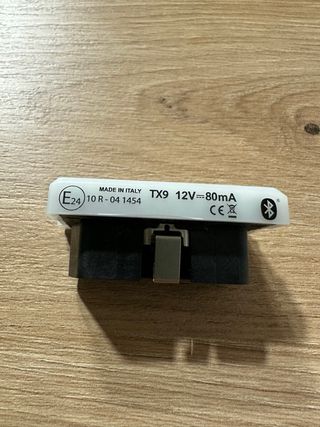 MADE IN ITALY TX9 12V⎓80mA
E24 10 R - 04 1454 CE